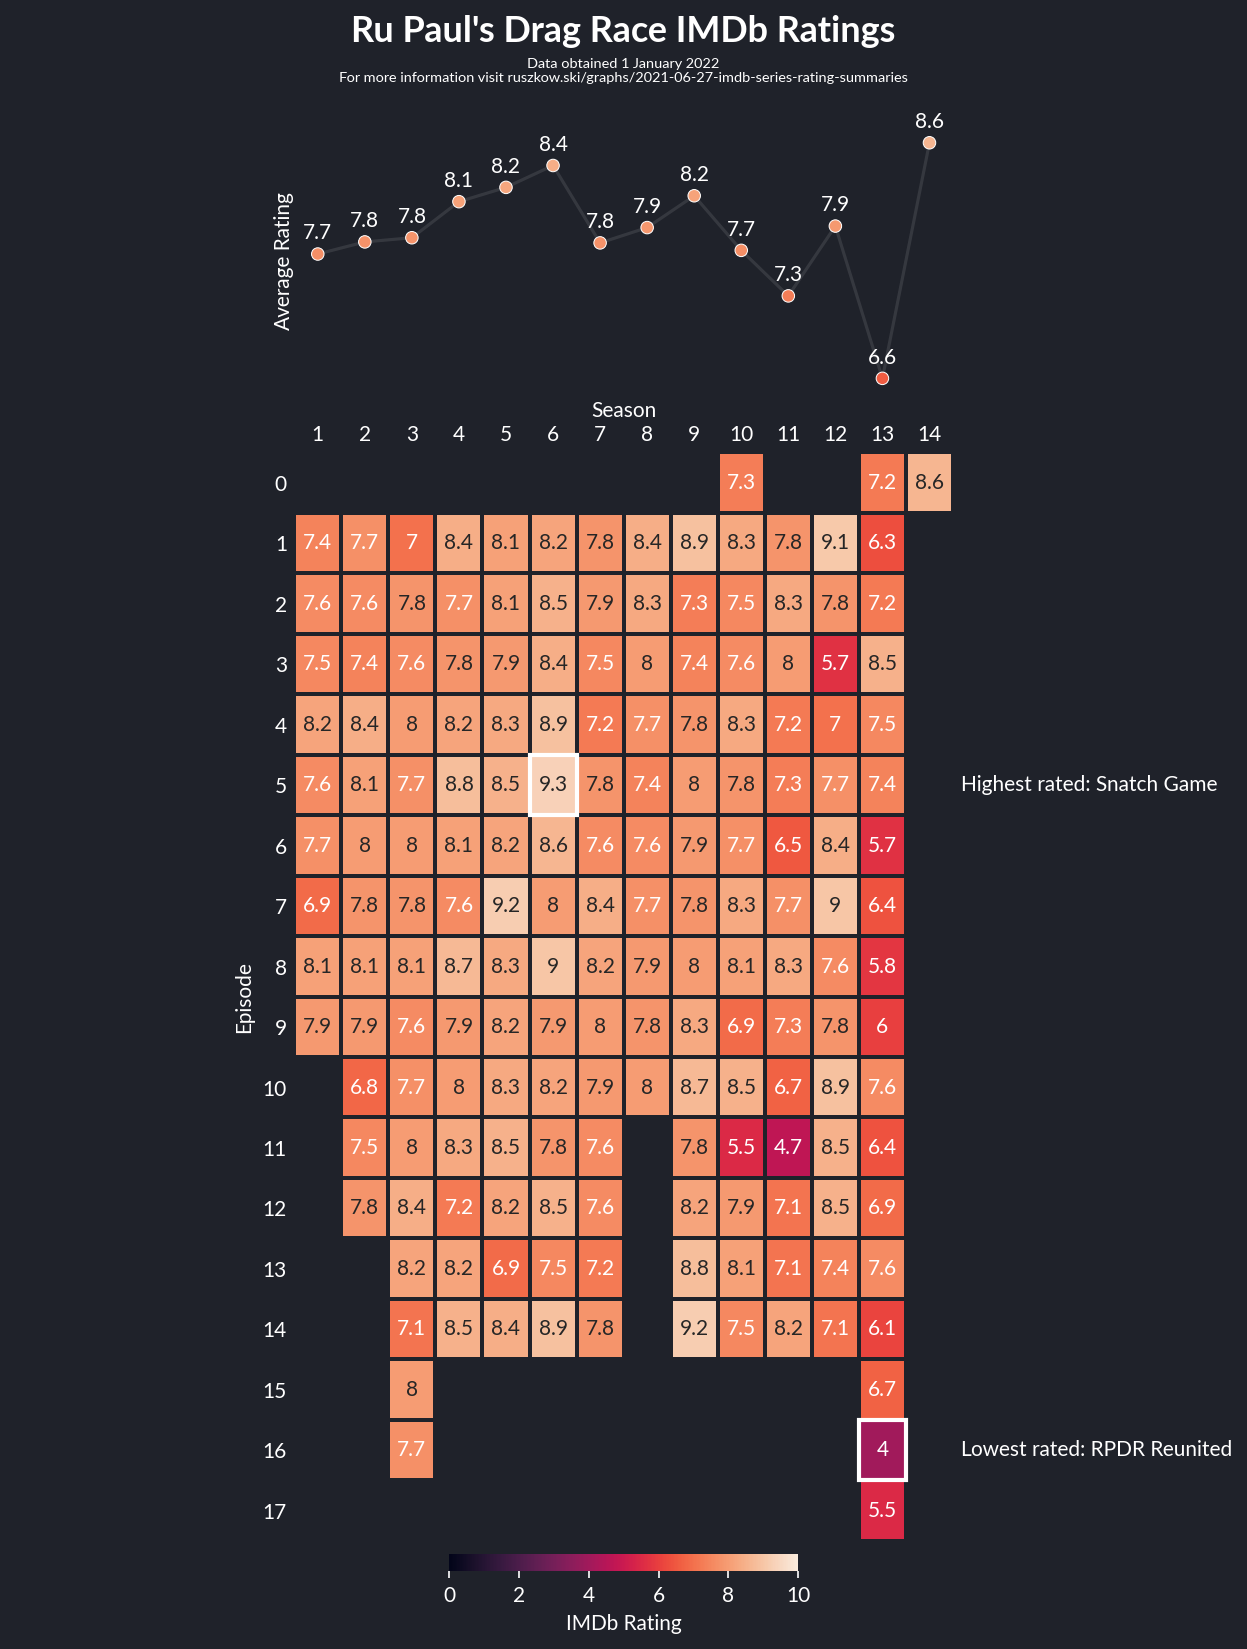 Ru Paul's Drag Race IMDb Ratings
Data obtained 1 January 2022
For more information visit ruszkow.ski/graphs/2021-06-27-imdb-series-rating-summaries
Average Rating
7.7 7.8 7.8 8.1 8.2 8.4 7.8 7.9 8.2 7.7 7.3 7.9 6.6 8.6
Season
1 2 3 4 5 6 7 8 9 10 11 12 13 14
Episode
0 7.3 7.2 8.6
1 7.4 7.7 7 8.4 8.1 8.2 7.8 8.4 8.9 8.3 7.8 9.1 6.3
2 7.6 7.6 7.8 7.7 8.1 8.5 7.9 8.3 7.3 7.5 8.3 7.8 7.2
3 7.5 7.4 7.6 7.8 7.9 8.4 7.5 8 7.4 7.6 8 5.7 8.5
4 8.2 8.4 8 8.2 8.3 8.9 7.2 7.7 7.8 8.3 7.2 7 7.5
5 7.6 8.1 7.7 8.8 8.5 9.3 7.8 7.4 8 7.8 7.3 7.7 7.4 Highest rated: Snatch Game
6 7.7 8 8 8.1 8.2 8.6 7.6 7.6 7.9 7.7 6.5 8.4 5.7
7 6.9 7.8 7.8 7.6 9.2 8 8.4 7.7 7.8 8.3 7.7 9 6.4
8 8.1 8.1 8.1 8.7 8.3 9 8.2 7.9 8 8.1 8.3 7.6 5.8
9 7.9 7.9 7.6 7.9 8.2 7.9 8 7.8 8.3 6.9 7.3 7.8 6
10 6.8 7.7 8 8.3 8.2 7.9 8 8.7 8.5 6.7 8.9 7.6
11 7.5 8 8.3 8.5 7.8 7.6 7.8 5.5 4.7 8.5 6.4
12 7.8 8.4 7.2 8.2 8.5 7.6 8.2 7.9 7.1 8.5 6.9
13 8.2 8.2 6.9 7.5 7.2 8.8 8.1 7.1 7.4 7.6
14 7.1 8.5 8.4 8.9 7.8 9.2 7.5 8.2 7.1 6.1
15 8 6.7
16 7.7 4 Lowest rated: RPDR Reunited
17 5.5
0 2 4 6 8 10
IMDb Rating